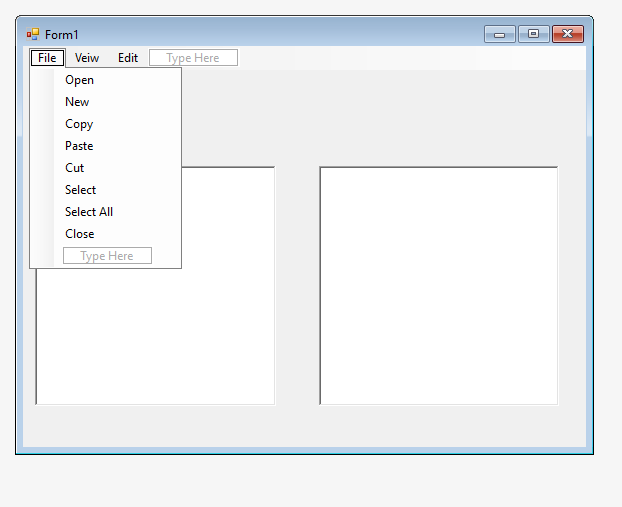 Form1
File Veiw Edit Type Here
Open
New
Copy
Paste
Cut
Select
Select All
Close
Type Here